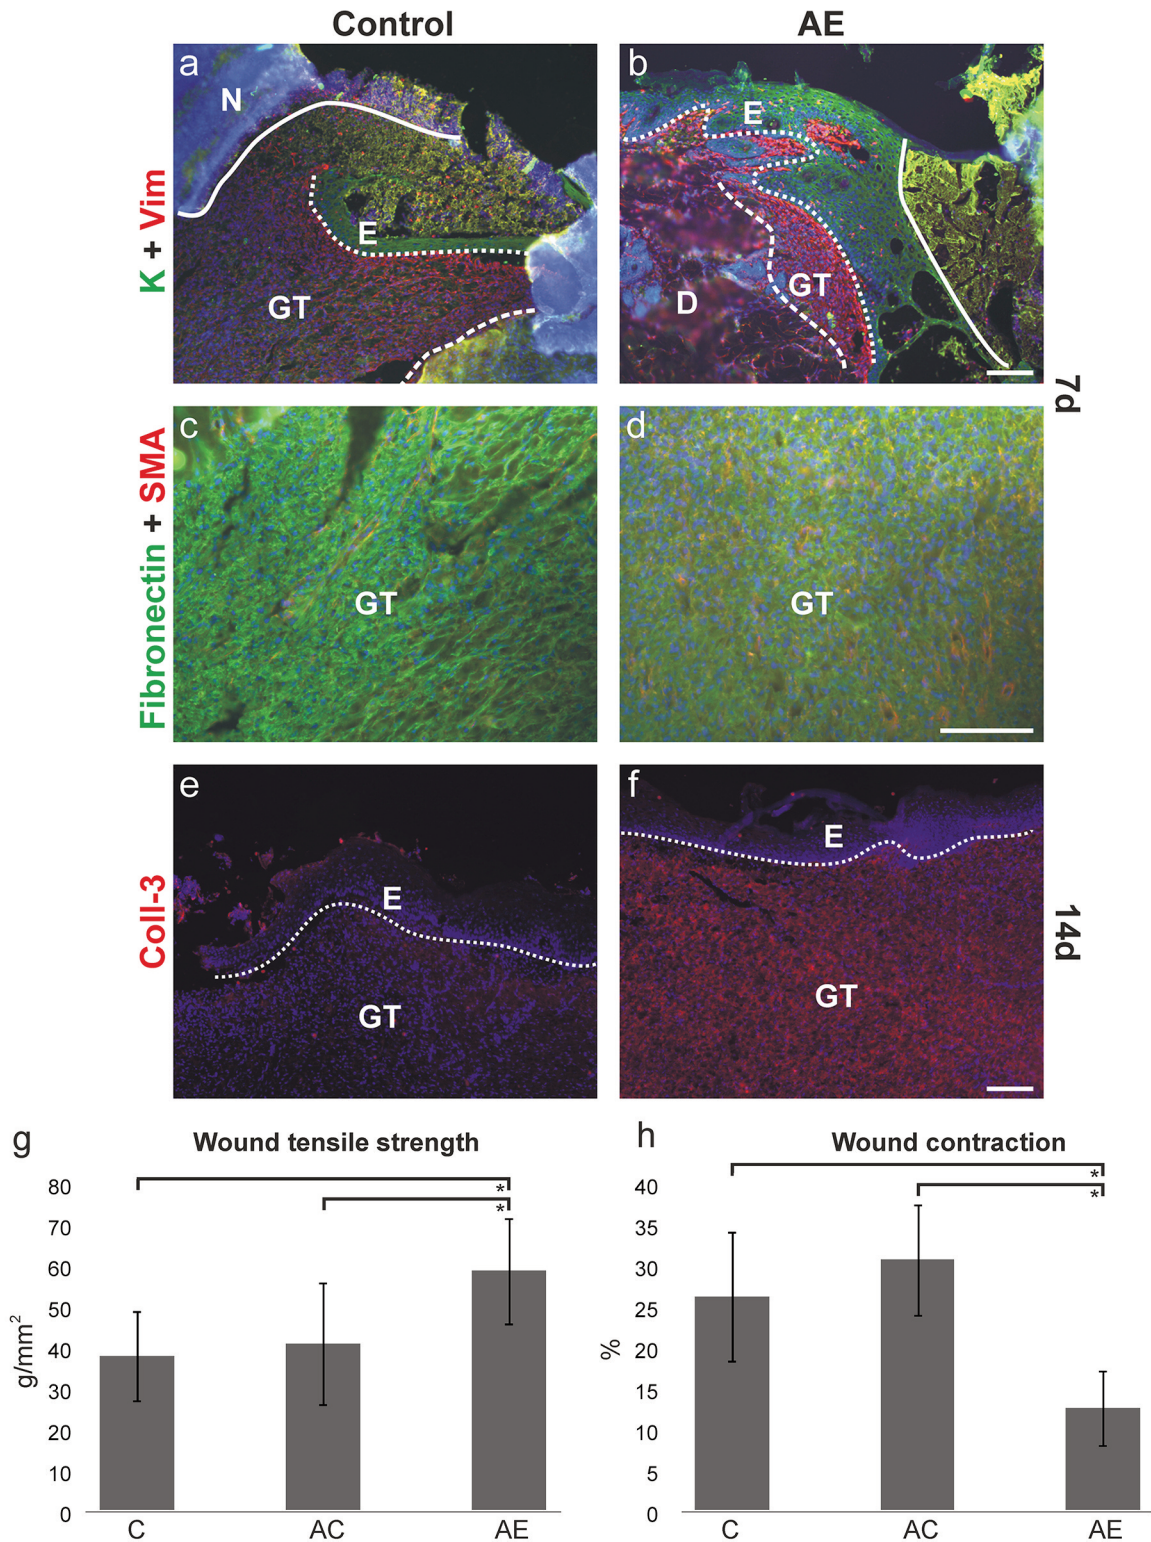 Control
AE
K + Vim
a
N
E
GT
b
E
GT
D
7d
Fibronectin + SMA
c
GT
d
GT
Coll-3
e
E
GT
f
E
GT
14d
g
Wound tensile strength
*
*
80
70
60
50
40
30
20
10
0
g/mm²
C AC AE
h
Wound contraction
*
*
40
35
30
25
20
15
10
5
0
%
C AC AE